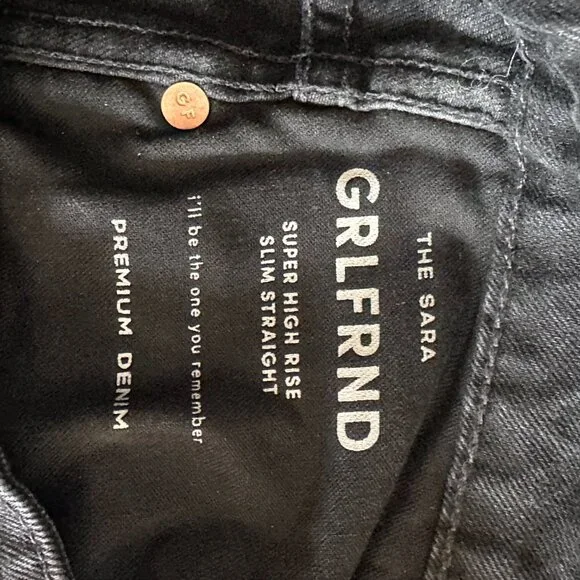 THE SARA
GRLFRND
SUPER HIGH RISE
SLIM STRAIGHT
i'll be the one you remember
PREMIUM DENIM
GF